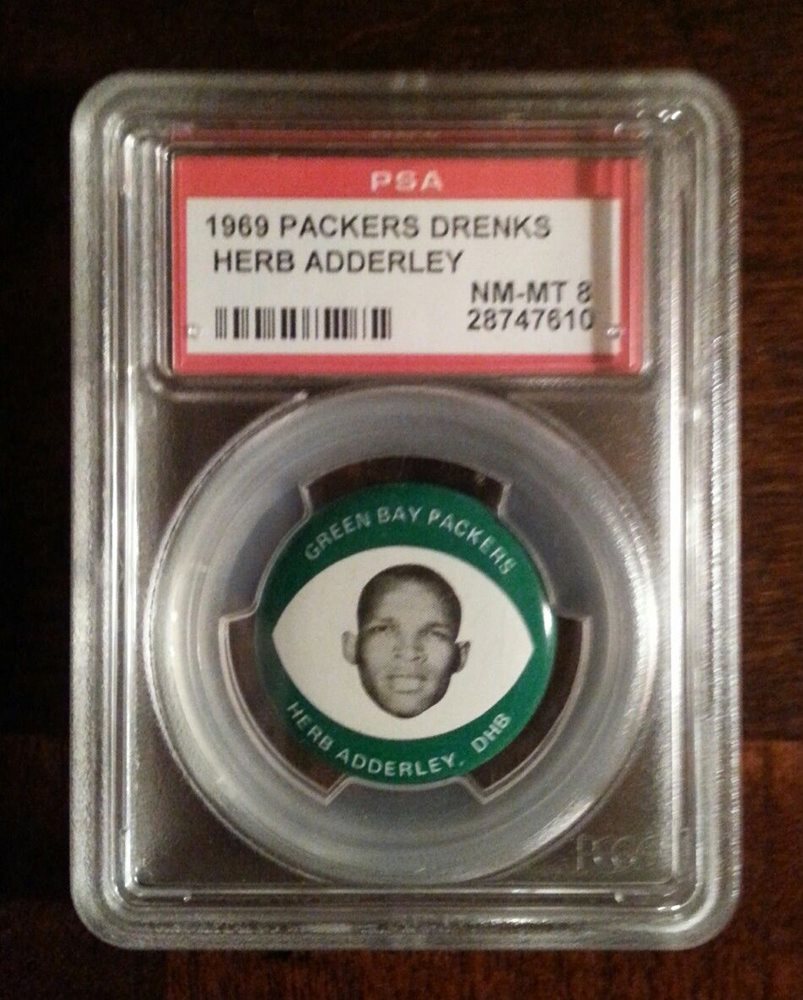 PSA
1969 PACKERS DRENKS
HERB ADDERLEY
NM-MT 8
28747610
GREEN BAY PACKERS
HERB ADDERLEY, DHB